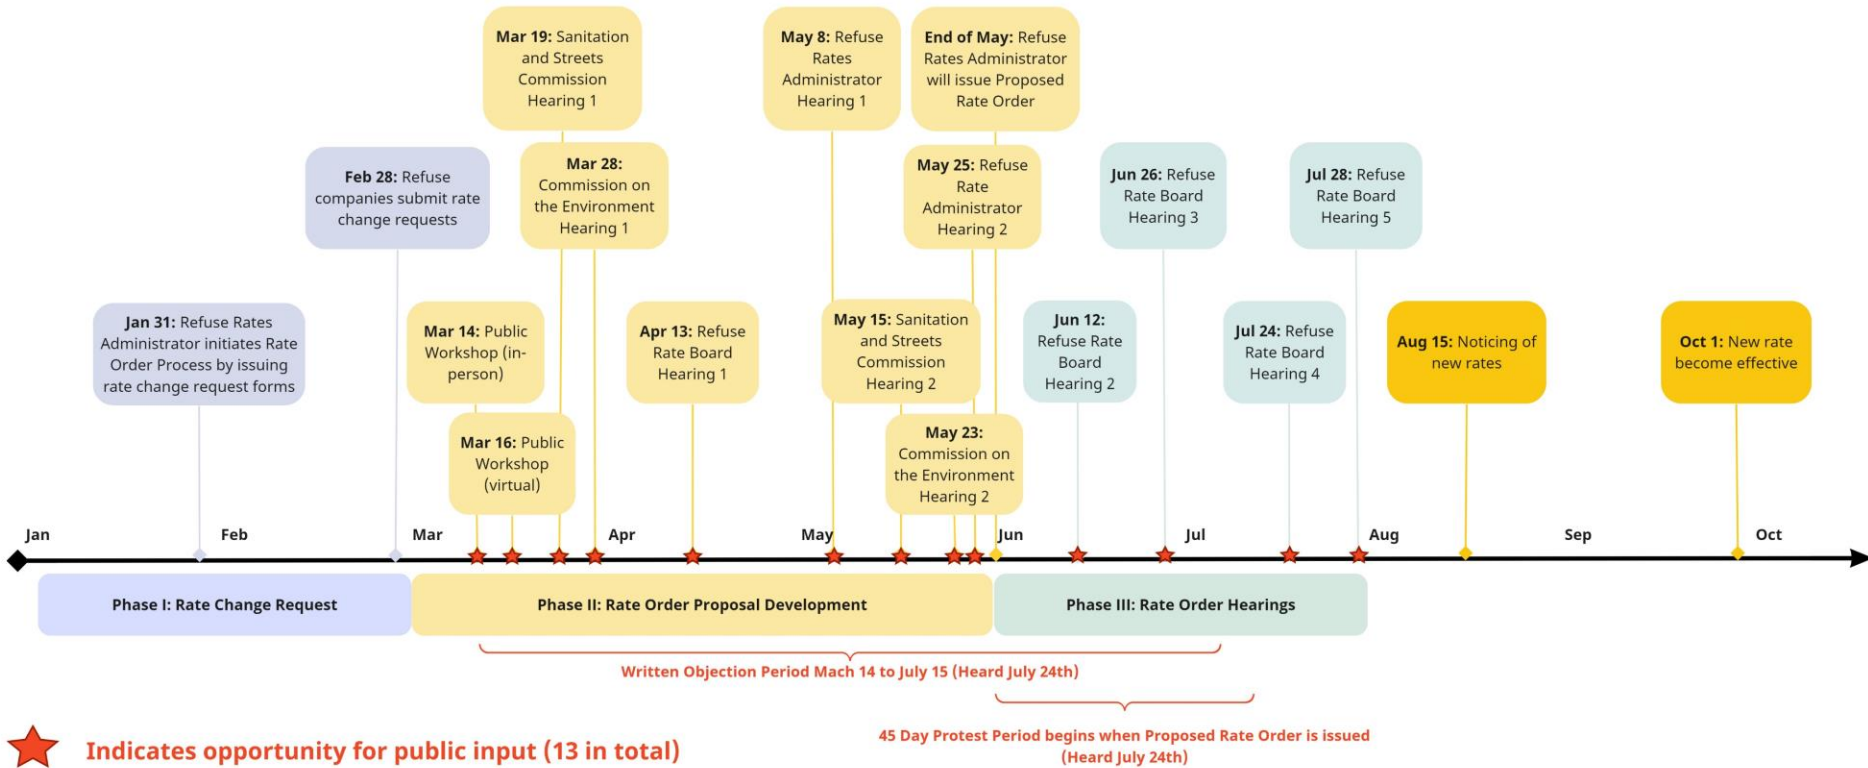 Mar 19: Sanitation
and Streets
Commission
Hearing 1
May 8: Refuse
Rates
Administrator
Hearing 1
End of May: Refuse
Rates Administrator
will issue Proposed
Rate Order
Feb 28: Refuse
companies submit rate
change requests
Mar 28:
Commission on
the Environment
Hearing 1
May 25: Refuse
Rate
Administrator
Hearing 2
Jun 26: Refuse
Rate Board
Hearing 3
Jul 28: Refuse
Rate Board
Hearing 5
Jan 31: Refuse Rates
Administrator initiates Rate
Order Process by issuing
rate change request forms
Mar 14: Public
Workshop (in-
person)
Apr 13: Refuse
Rate Board
Hearing 1
May 15: Sanitation
and Streets
Commission
Hearing 2
Jun 12:
Refuse Rate
Board
Hearing 2
Jul 24: Refuse
Rate Board
Hearing 4
Aug 15: Noticing of
new rates
Oct 1: New rate
become effective
Mar 16: Public
Workshop
(virtual)
May 23:
Commission on
the Environment
Hearing 2
Jan Feb Mar Apr May Jun Jul Aug Sep Oct
Phase I: Rate Change Request
Phase II: Rate Order Proposal Development
Phase III: Rate Order Hearings
Written Objection Period Mach 14 to July 15 (Heard July 24th)
45 Day Protest Period begins when Proposed Rate Order is issued
(Heard July 24th)
Indicates opportunity for public input (13 in total)